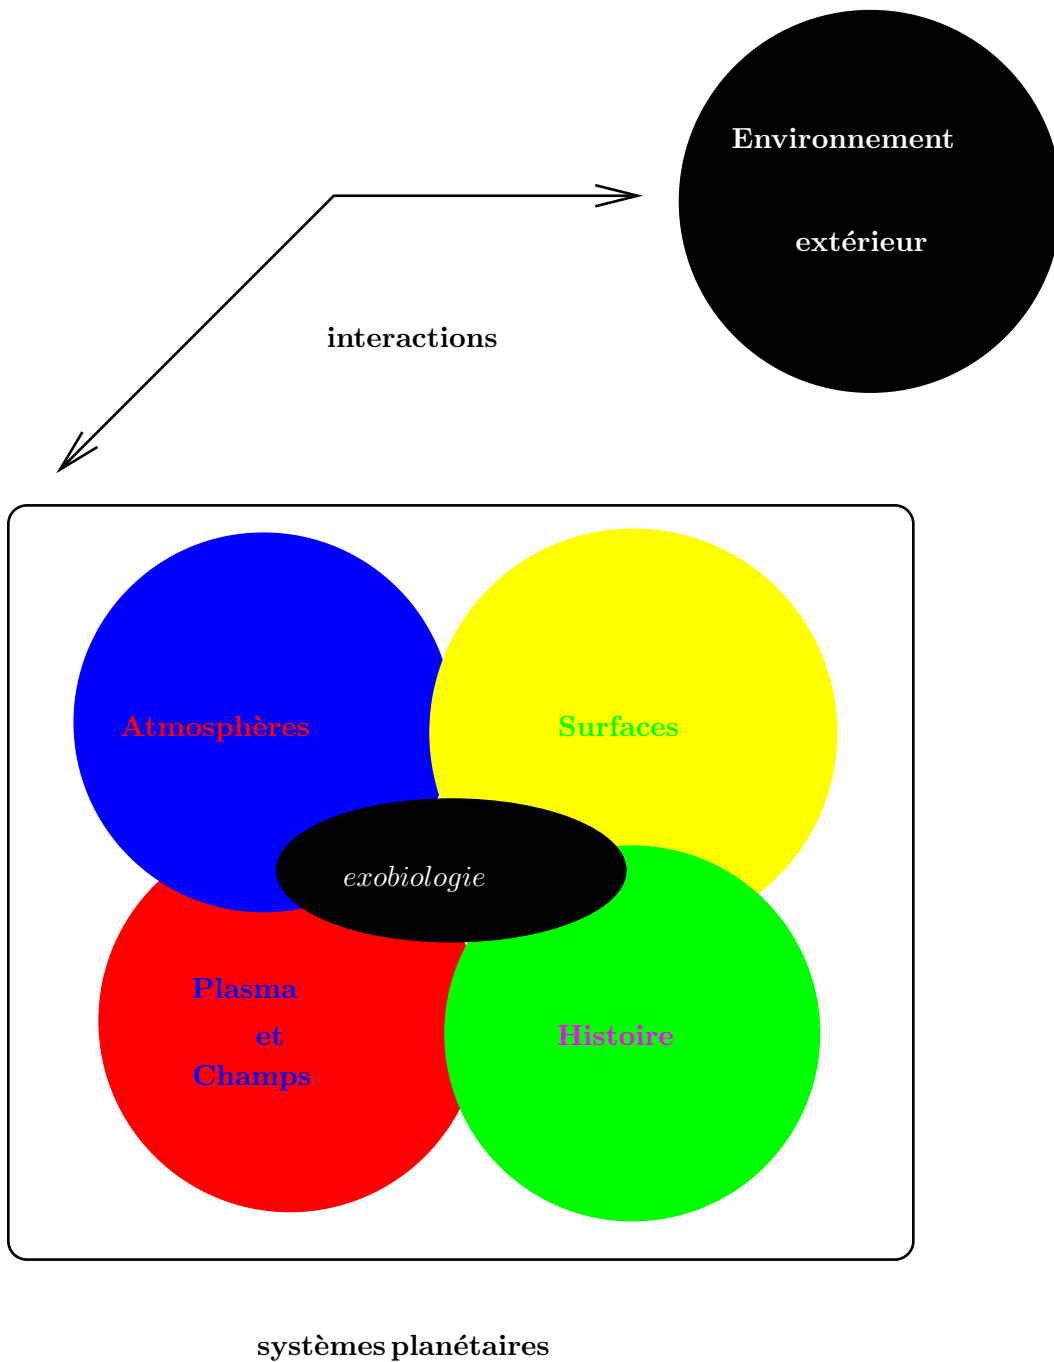 Environnement
extérieur
interactions
Atmosphères
Surfaces
exobiologie
Plasma
et
Champs
Histoire
systèmes planétaires